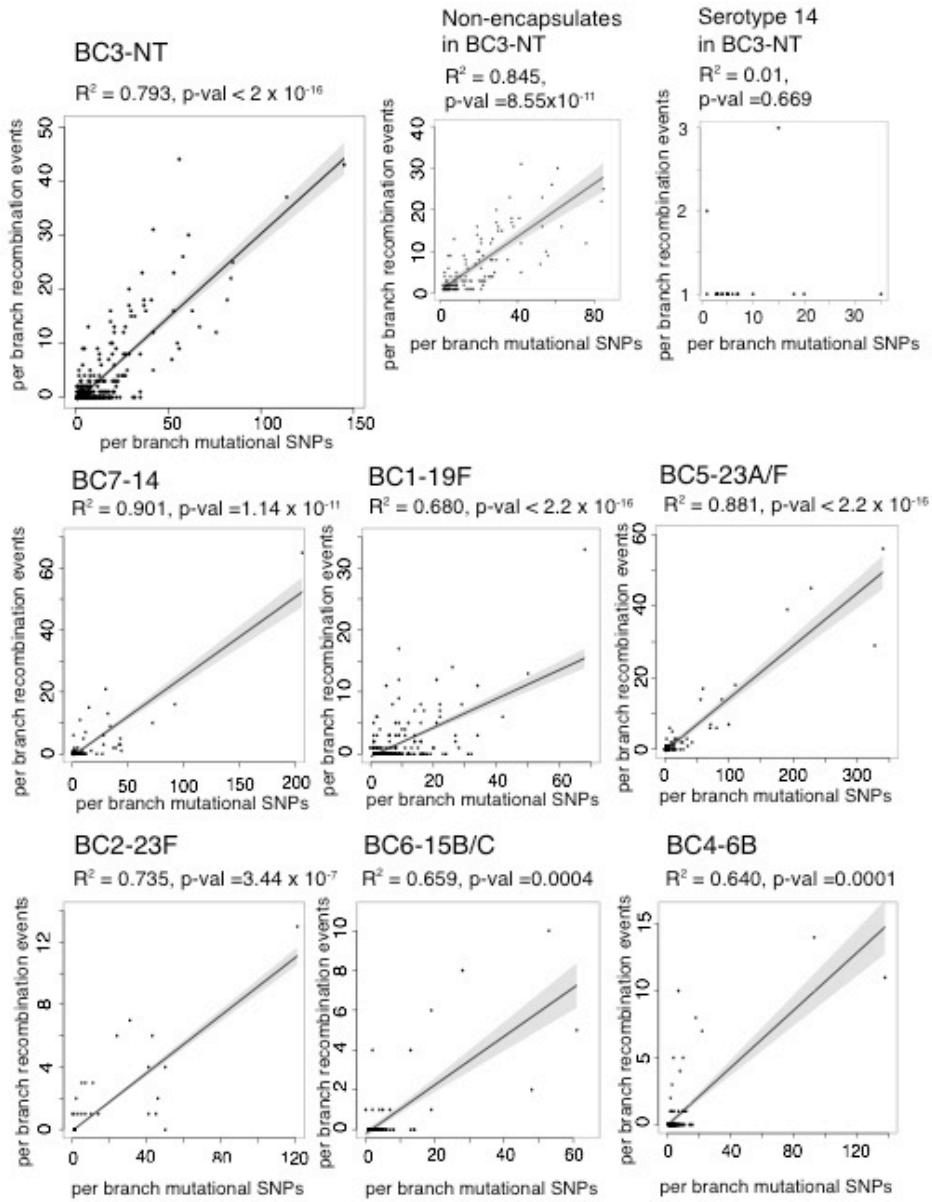 BC3-NT
R² = 0.793, p-val < 2 x 10⁻¹⁶
per branch recombination events
50
40
30
20
10
0
0 50 100 150
per branch mutational SNPs
Non-encapsulates
in BC3-NT
R² = 0.845,
p-val =8.55x10⁻¹¹
per branch recombination events
40
30
20
10
0
0 40 80
per branch mutational SNPs
Serotype 14
in BC3-NT
R² = 0.01,
p-val =0.669
per branch recombination events
3
2
1
0 10 20 30
per branch mutational SNPs
BC7-14
R² = 0.901, p-val =1.14 x 10⁻¹¹
per branch recombination events
60
40
20
0
0 50 100 150 200
per branch mutational SNPs
BC1-19F
R² = 0.680, p-val < 2.2 x 10⁻¹⁶
per branch recombination events
30
20
10
0
0 20 40 60
per branch mutational SNPs
BC5-23A/F
R² = 0.881, p-val < 2.2 x 10⁻¹⁶
per branch recombination events
60
40
20
0
0 100 200 300
per branch mutational SNPs
BC2-23F
R² = 0.735, p-val =3.44 x 10⁻⁷
per branch recombination events
12
8
4
0
0 40 80 120
per branch mutational SNPs
BC6-15B/C
R² = 0.659, p-val =0.0004
per branch recombination events
10
8
6
4
2
0
0 20 40 60
per branch mutational SNPs
BC4-6B
R² = 0.640, p-val =0.0001
per branch recombination events
15
10
5
0
0 40 80 120
per branch mutational SNPs